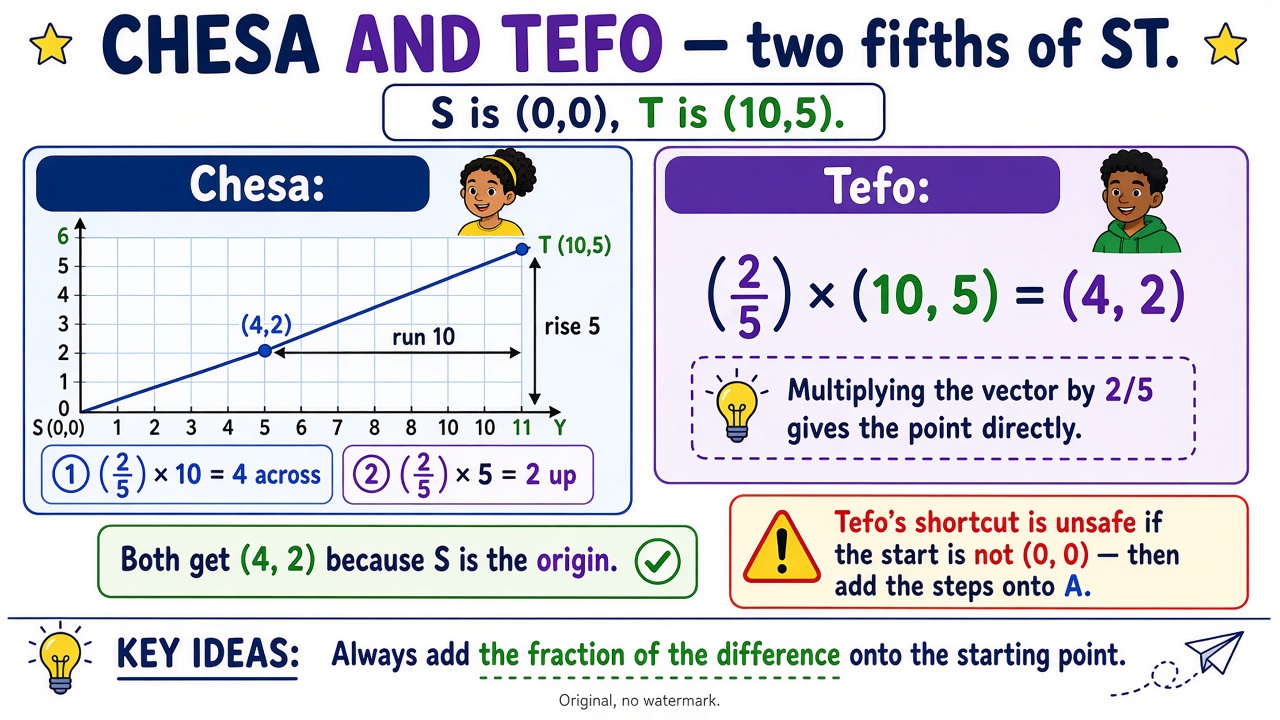 CHESA AND TEFO – two fifths of ST.
S is (0,0), T is (10,5).
Chesa:
6
5
4
3
2
1
0
T (10,5)
(4,2)
run 10
rise 5
S (0,0) 1 2 3 4 5 6 7 8 8 10 10 11 Y
1 (2/5) × 10 = 4 across
2 (2/5) × 5 = 2 up
Tefo:
(2/5) × (10, 5) = (4, 2)
Multiplying the vector by 2/5
gives the point directly.
Both get (4, 2) because S is the origin.
Tefo's shortcut is unsafe if
the start is not (0, 0) — then
add the steps onto A.
KEY IDEAS: Always add the fraction of the difference onto the starting point.
Original, no watermark.